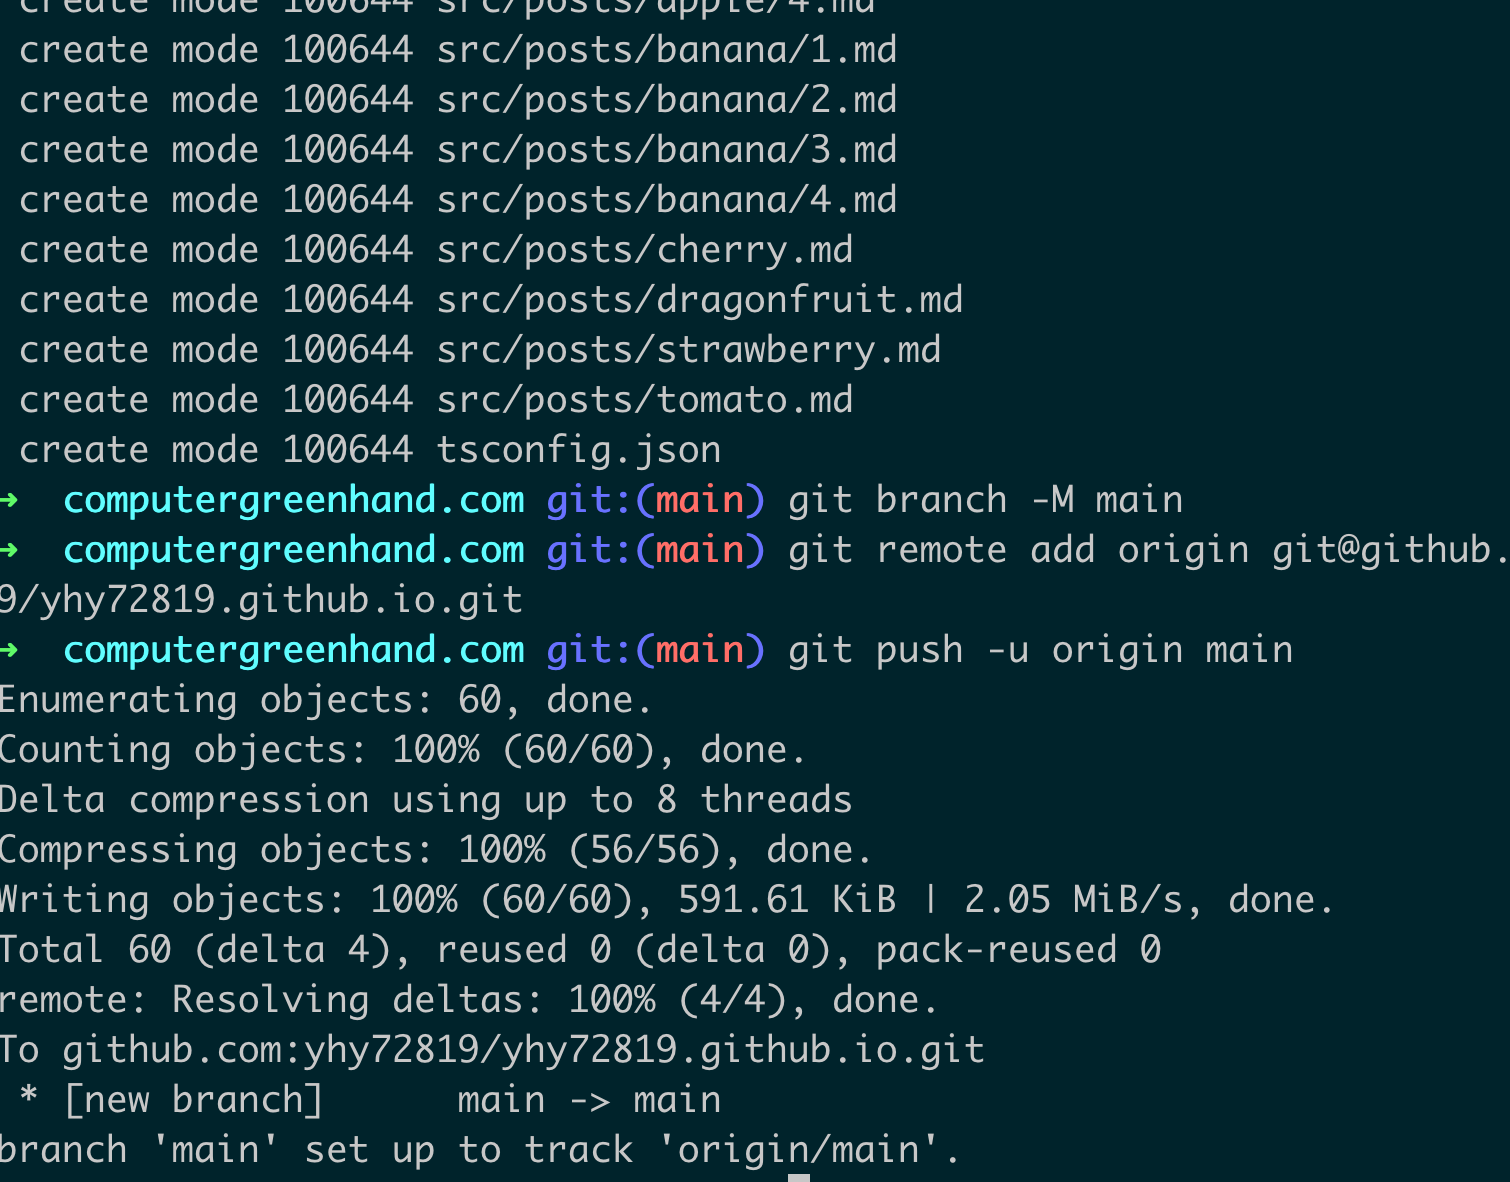 create mode 100644 src/posts/apple/4.md
create mode 100644 src/posts/banana/1.md
create mode 100644 src/posts/banana/2.md
create mode 100644 src/posts/banana/3.md
create mode 100644 src/posts/banana/4.md
create mode 100644 src/posts/cherry.md
create mode 100644 src/posts/dragonfruit.md
create mode 100644 src/posts/strawberry.md
create mode 100644 src/posts/tomato.md
create mode 100644 tsconfig.json
→ computergreenhand.com git:(main) git branch -M main
→ computergreenhand.com git:(main) git remote add origin git@github.
9/yhy72819.github.io.git
→ computergreenhand.com git:(main) git push -u origin main
Enumerating objects: 60, done.
Counting objects: 100% (60/60), done.
Delta compression using up to 8 threads
Compressing objects: 100% (56/56), done.
Writing objects: 100% (60/60), 591.61 KiB | 2.05 MiB/s, done.
Total 60 (delta 4), reused 0 (delta 0), pack-reused 0
remote: Resolving deltas: 100% (4/4), done.
To github.com:yhy72819/yhy72819.github.io.git
* [new branch]      main -> main
branch 'main' set up to track 'origin/main'.